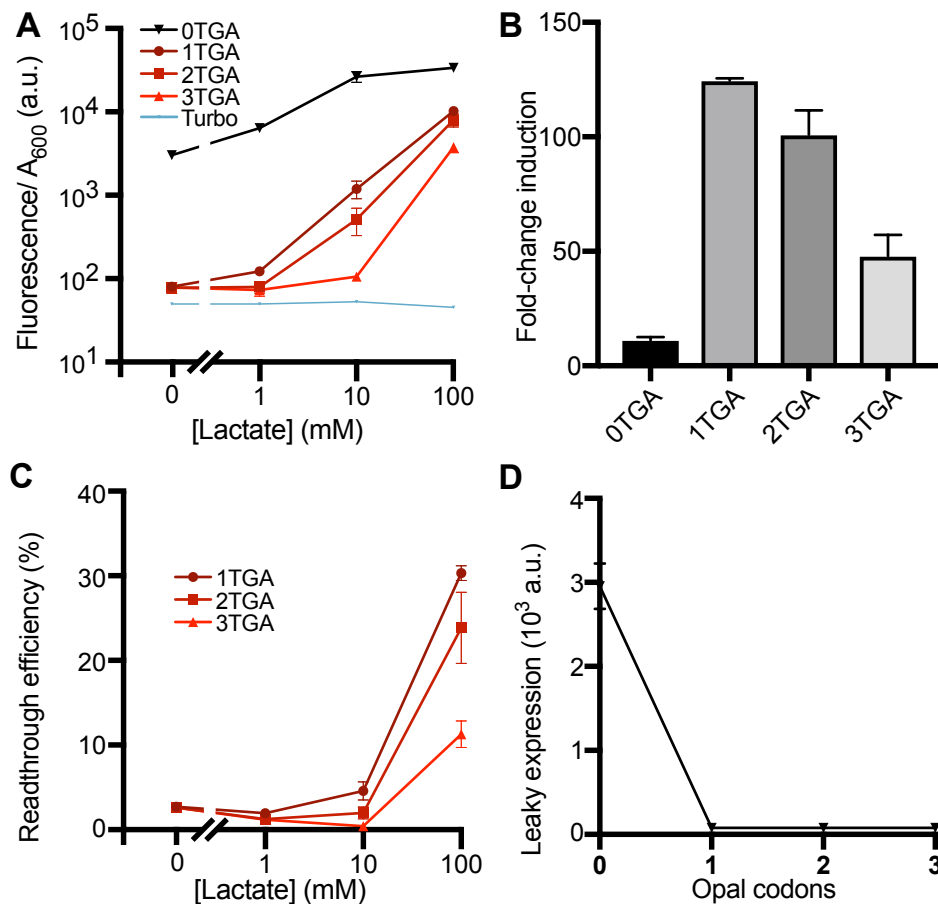 A
Fluorescence/ A600 (a.u.)
10^5
10^4
10^3
10^2
10^1
0TGA
1TGA
2TGA
3TGA
Turbo
0 1 10 100
[Lactate] (mM)
B
Fold-change induction
150
100
50
0
0TGA 1TGA 2TGA 3TGA
C
Readthrough efficiency (%)
40
30
20
10
0
1TGA
2TGA
3TGA
0 1 10 100
[Lactate] (mM)
D
Leaky expression (10^3 a.u.)
4
3
2
1
0
0 1 2 3
Opal codons